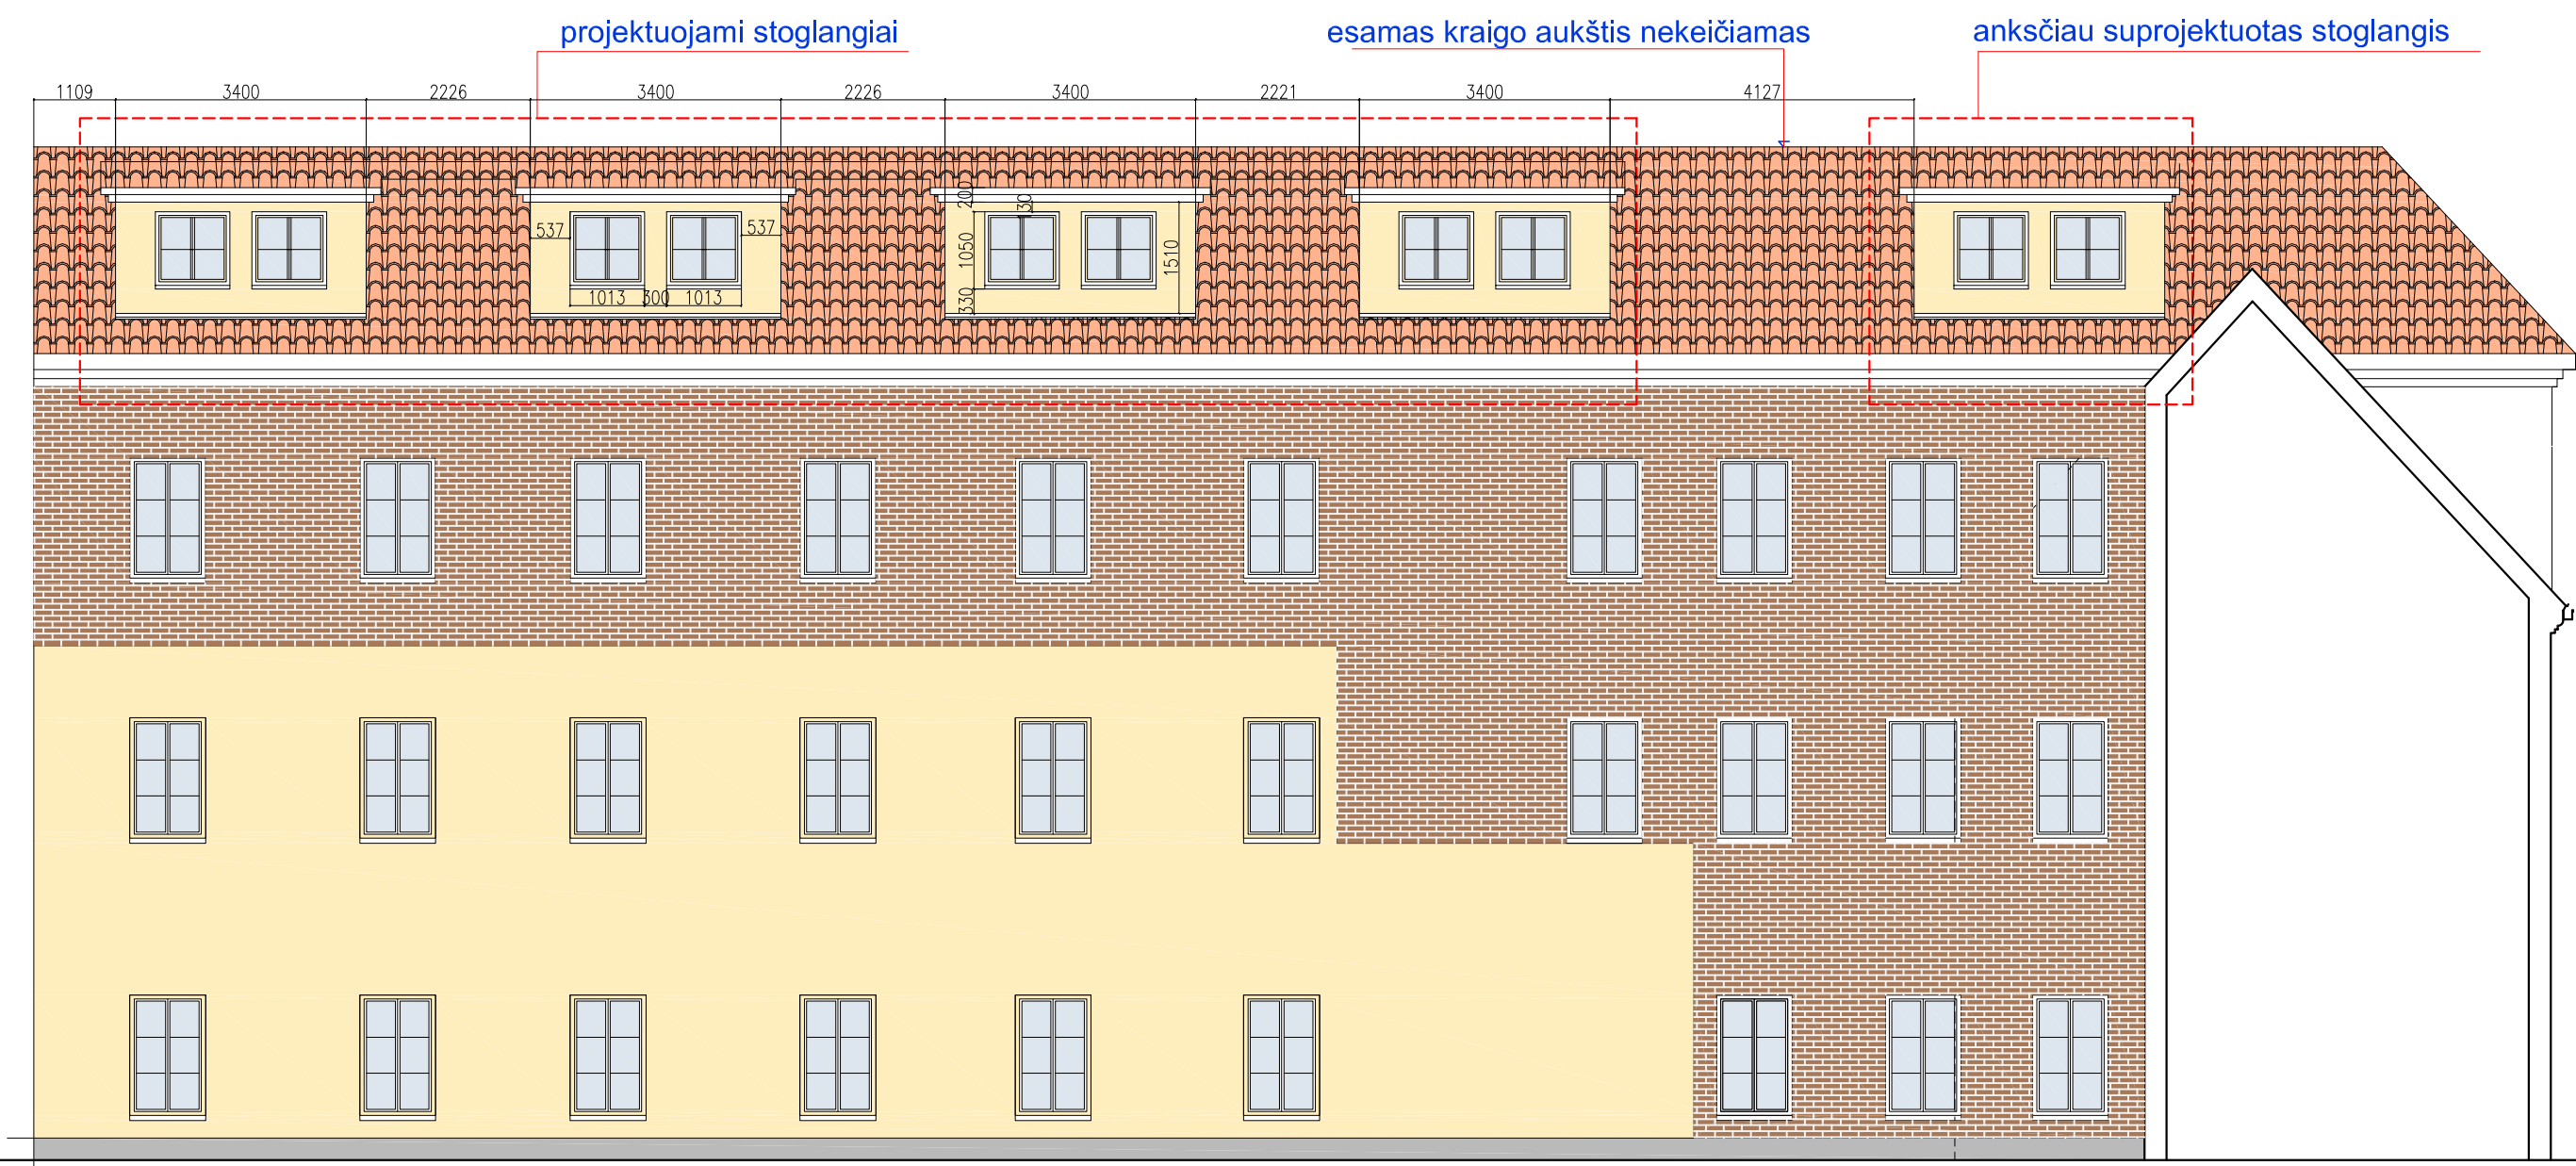 projektuojami stoglangiai
esamas kraigo aukštis nekeičiamas
anksčiau suprojektuotas stoglangis
1109 3400 2226 3400 2226 3400 2221 3400 4127
537 537
1013 300 1013
200
130
1050
1510
330